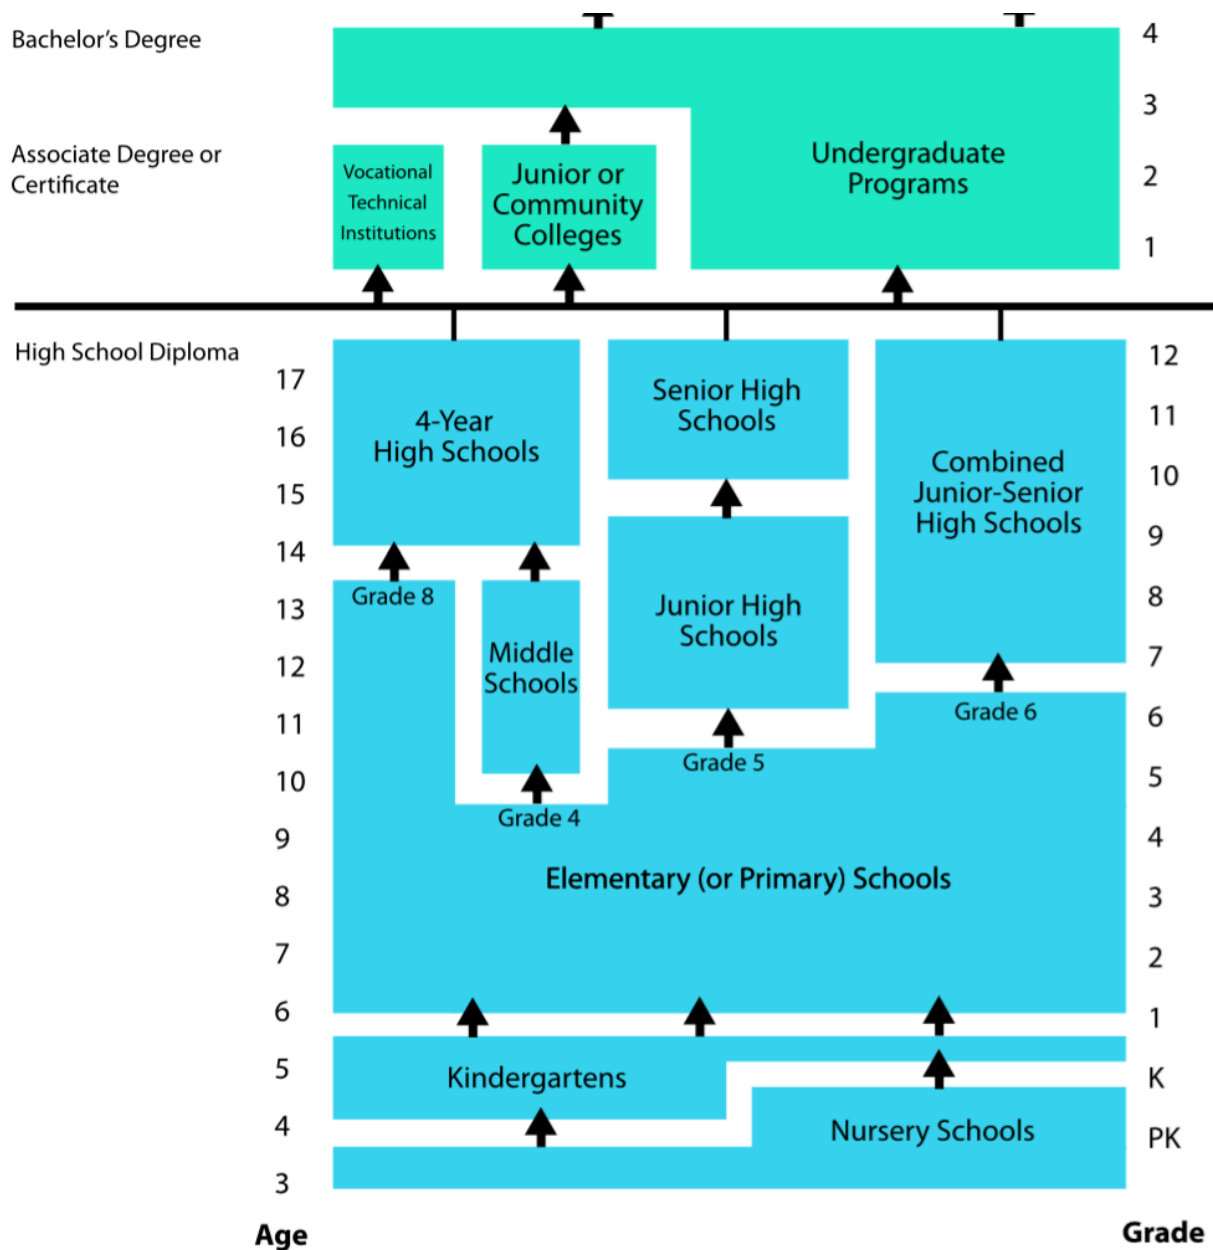 Bachelor's Degree
4
3
Associate Degree or
Certificate
Vocational
Technical
Institutions
Junior or
Community
Colleges
Undergraduate
Programs
2
1
High School Diploma
12
17
4-Year
High Schools
Senior High
Schools
11
16
Combined
Junior-Senior
High Schools
10
15
9
14
Grade 8
8
13
Middle
Schools
Junior High
Schools
7
12
Grade 6
6
11
Grade 5
5
10
Grade 4
4
9
Elementary (or Primary) Schools
3
8
2
7
1
6
Kindergartens
K
5
Nursery Schools
PK
4
3
Age
Grade